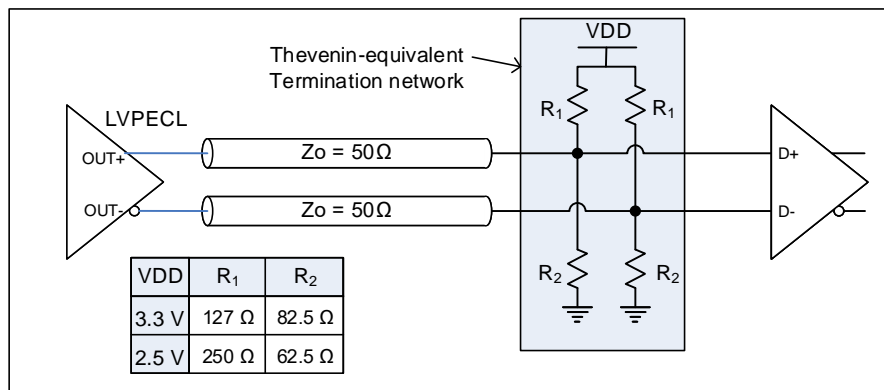 VDD
Thevenin-equivalent
Termination network
R₁ R₁
LVPECL
OUT+
Zo = 50Ω
D+
OUT-
Zo = 50Ω
D-
R₂ R₂
VDD R₁ R₂
3.3 V 127 Ω 82.5 Ω
2.5 V 250 Ω 62.5 Ω